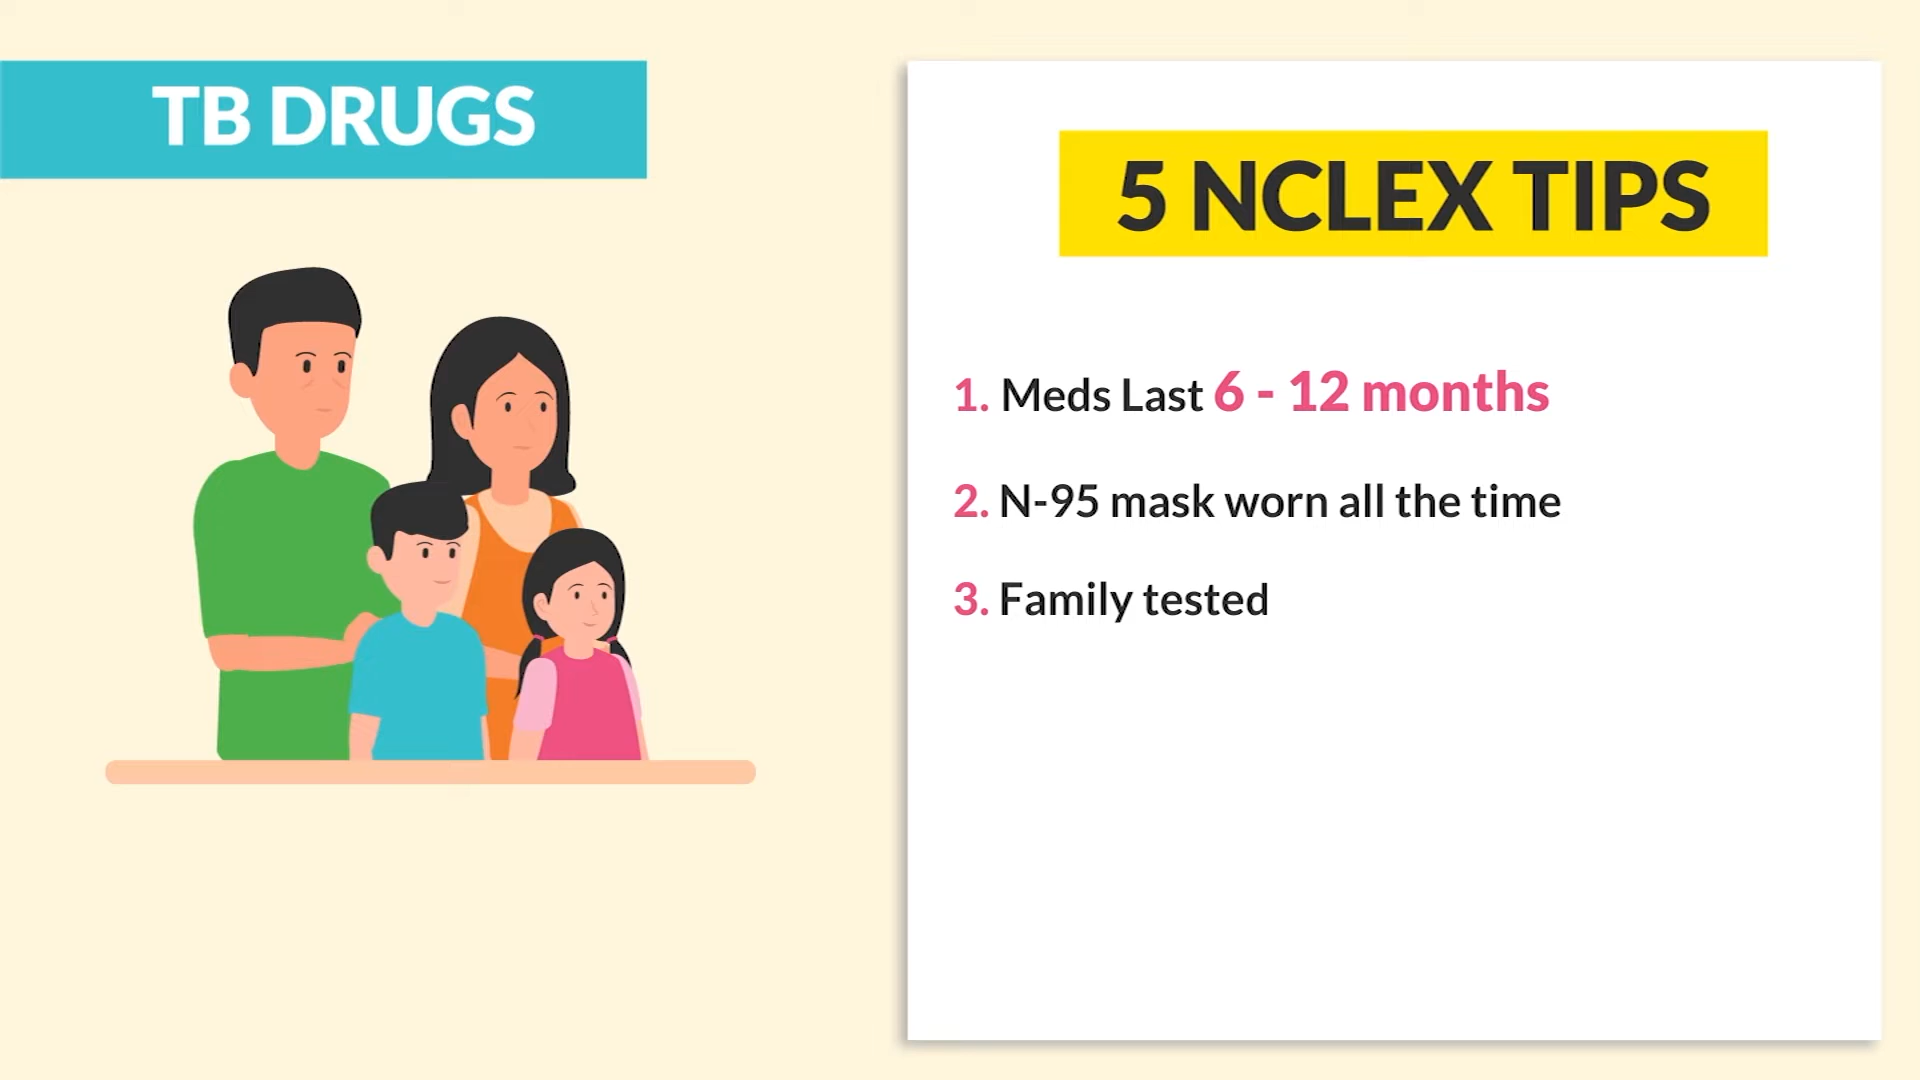 TB DRUGS
5 NCLEX TIPS
1. Meds Last 6 - 12 months
2. N-95 mask worn all the time
3. Family tested